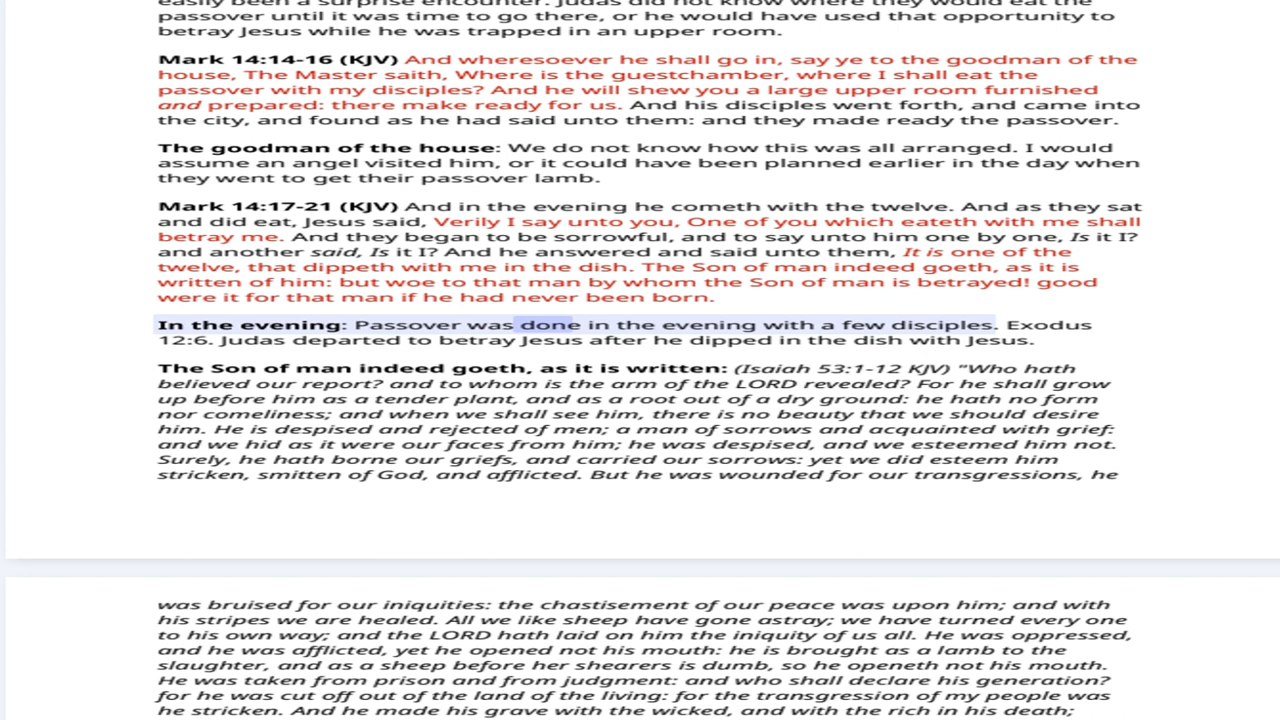 easily been a surprise encounter. Judas did not know where they would eat the
passover until it was time to go there, or he would have used that opportunity to
betray Jesus while he was trapped in an upper room.
Mark 14:14-16 (KJV) And wheresoever he shall go in, say ye to the goodman of the
house, The Master saith, Where is the guestchamber, where I shall eat the
passover with my disciples? And he will shew you a large upper room furnished
and prepared: there make ready for us. And his disciples went forth, and came into
the city, and found as he had said unto them: and they made ready the passover.
The goodman of the house: We do not know how this was all arranged. I would
assume an angel visited him, or it could have been planned earlier in the day when
they went to get their passover lamb.
Mark 14:17-21 (KJV) And in the evening he cometh with the twelve. And as they sat
and did eat, Jesus said, Verily I say unto you, One of you which eateth with me shall
betray me. And they began to be sorrowful, and to say unto him one by one, Is it I?
and another said, Is it I? And he answered and said unto them, It is one of the
twelve, that dippeth with me in the dish. The Son of man indeed goeth, as it is
written of him: but woe to that man by whom the Son of man is betrayed! good
were it for that man if he had never been born.
In the evening: Passover was done in the evening with a few disciples. Exodus
12:6. Judas departed to betray Jesus after he dipped in the dish with Jesus.
The Son of man indeed goeth, as it is written: (Isaiah 53:1-12 KJV) "Who hath
believed our report? and to whom is the arm of the LORD revealed? For he shall grow
up before him as a tender plant, and as a root out of a dry ground: he hath no form
nor comeliness; and when we shall see him, there is no beauty that we should desire
him. He is despised and rejected of men; a man of sorrows and acquainted with grief:
and we hid as it were our faces from him; he was despised, and we esteemed him not.
Surely, he hath borne our griefs, and carried our sorrows: yet we did esteem him
stricken, smitten of God, and afflicted. But he was wounded for our transgressions, he
was bruised for our iniquities: the chastisement of our peace was upon him; and with
his stripes we are healed. All we like sheep have gone astray; we have turned every one
to his own way; and the LORD hath laid on him the iniquity of us all. He was oppressed,
and he was afflicted, yet he opened not his mouth: he is brought as a lamb to the
slaughter, and as a sheep before her shearers is dumb, so he openeth not his mouth.
He was taken from prison and from judgment: and who shall declare his generation?
for he was cut off out of the land of the living: for the transgression of my people was
he stricken. And he made his grave with the wicked, and with the rich in his death;